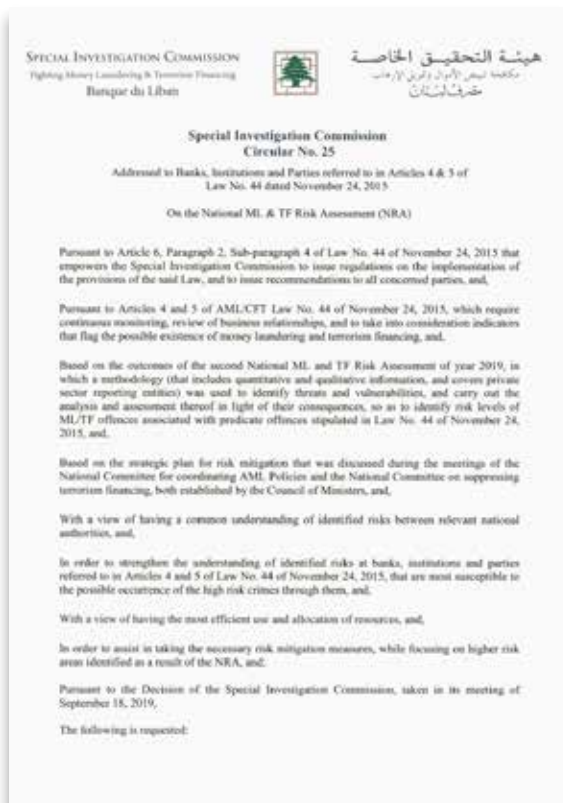 SPECIAL INVESTIGATION COMMISSION
Fighting Money Laundering & Terrorism Financing
Banque du Liban
هيئة التحقيق الخاصة
مكافحة تبييض الأموال وتمويل الإرهاب
مصرف لبنان
Special Investigation Commission
Circular No. 25
Addressed to Banks, Institutions and Parties referred to in Articles 4 & 5 of
Law No. 44 dated November 24, 2015
On the National ML & TF Risk Assessment (NRA)
Pursuant to Article 6, Paragraph 2, Sub-paragraph 4 of Law No. 44 of November 24, 2015 that
empowers the Special Investigation Commission to issue regulations on the implementation of
the provisions of the said Law, and to issue recommendations to all concerned parties, and,
Pursuant to Articles 4 and 5 of AML/CFT Law No. 44 of November 24, 2015, which require
continuous monitoring, review of business relationships, and to take into consideration indicators
that flag the possible existence of money laundering and terrorism financing, and,
Based on the outcomes of the second National ML and TF Risk Assessment of year 2019, in
which a methodology (that includes quantitative and qualitative information, and covers private
sector reporting entities) was used to identify threats and vulnerabilities, and carry out the
analysis and assessment thereof in light of their consequences, so as to identify risk levels of
ML/TF offences associated with predicate offences stipulated in Law No. 44 of November 24,
2015, and,
Based on the strategic plan for risk mitigation that was discussed during the meetings of the
National Committee for coordinating AML Policies and the National Committee on suppressing
terrorism financing, both established by the Council of Ministers, and,
With a view of having a common understanding of identified risks between relevant national
authorities, and,
In order to strengthen the understanding of identified risks at banks, institutions and parties
referred to in Articles 4 and 5 of Law No. 44 of November 24, 2015, that are most susceptible to
the possible occurrence of the high risk crimes through them, and,
With a view of having the most efficient use and allocation of resources, and,
In order to assist in taking the necessary risk mitigation measures, while focusing on higher risk
areas identified as a result of the NRA, and;
Pursuant to the Decision of the Special Investigation Commission, taken in its meeting of
September 18, 2019,
The following is requested: